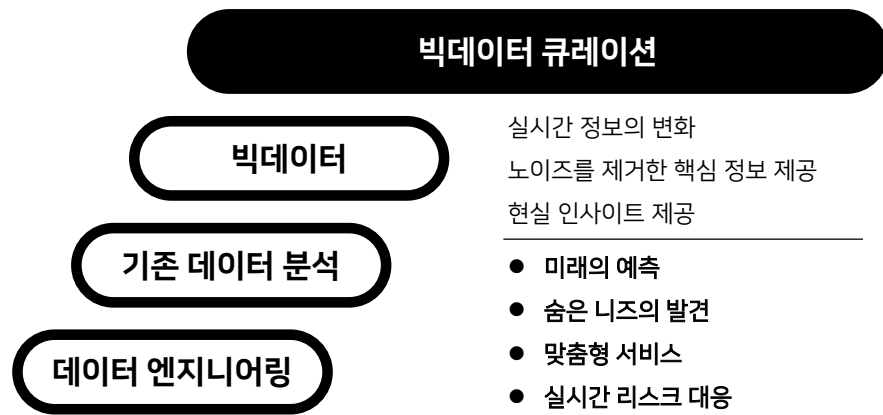 빅데이터 큐레이션
빅데이터
기존 데이터 분석
데이터 엔지니어링
실시간 정보의 변화
노이즈를 제거한 핵심 정보 제공
현실 인사이트 제공
● 미래의 예측
● 숨은 니즈의 발견
● 맞춤형 서비스
● 실시간 리스크 대응